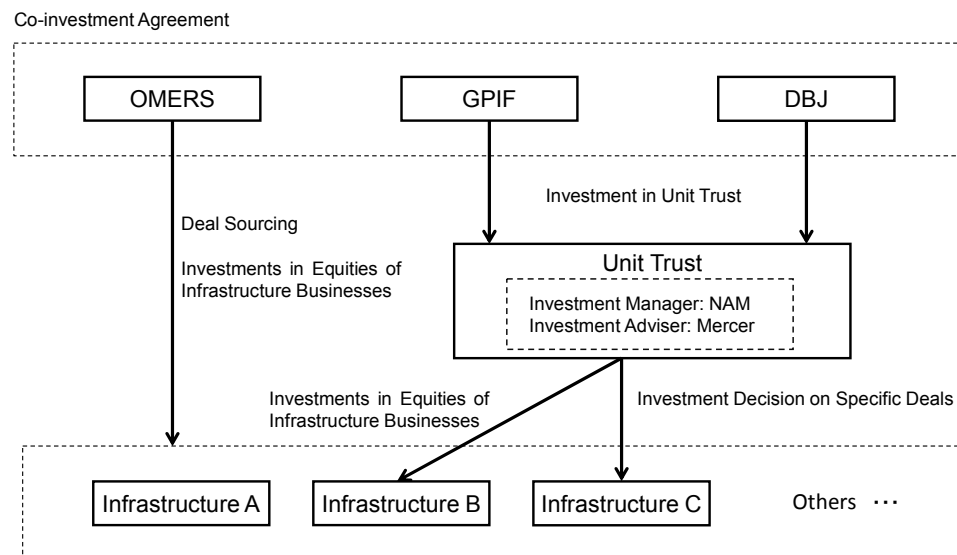 Co-investment Agreement
OMERS
GPIF
DBJ
Deal Sourcing
Investments in Equities of
Infrastructure Businesses
Investment in Unit Trust
Unit Trust
Investment Manager: NAM
Investment Adviser: Mercer
Investments in Equities of
Infrastructure Businesses
Investment Decision on Specific Deals
Infrastructure A
Infrastructure B
Infrastructure C
Others ⋯